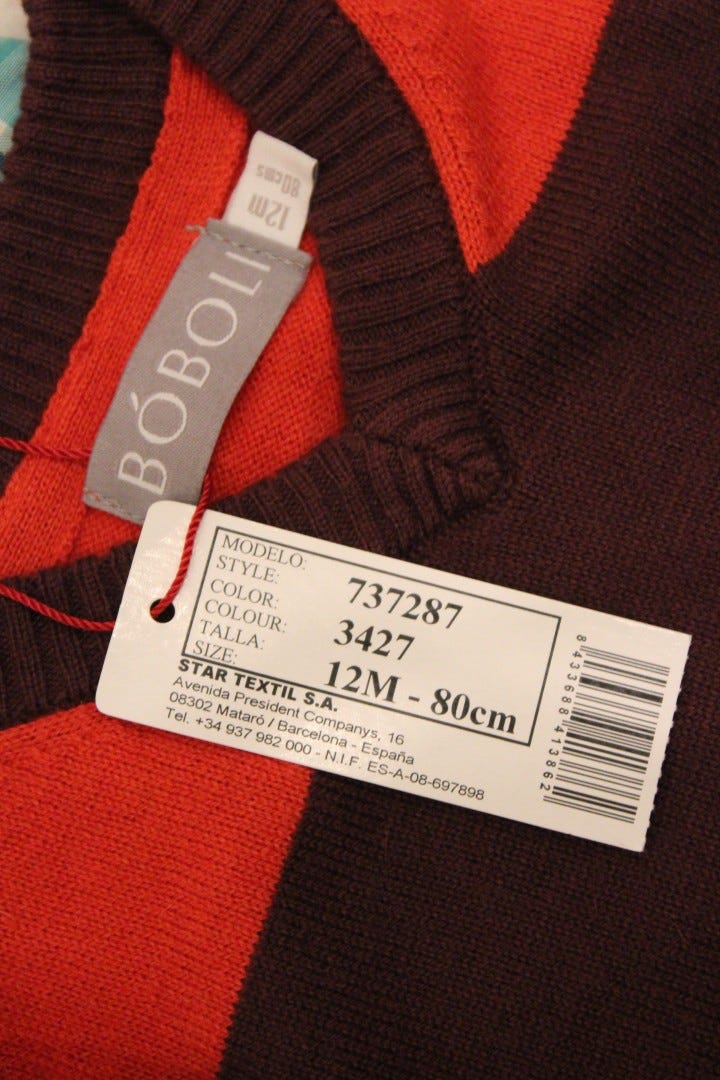 80cms
12m
BÓBOLI
MODELO:
STYLE: 737287
COLOR:
COLOUR: 3427
TALLA:
SIZE: 12M - 80cm
STAR TEXTIL S.A.
Avenida President Companys, 16
08302 Mataró / Barcelona - España
Tel. +34 937 982 000 - N.I.F. ES-A-08-697898
8433688413862